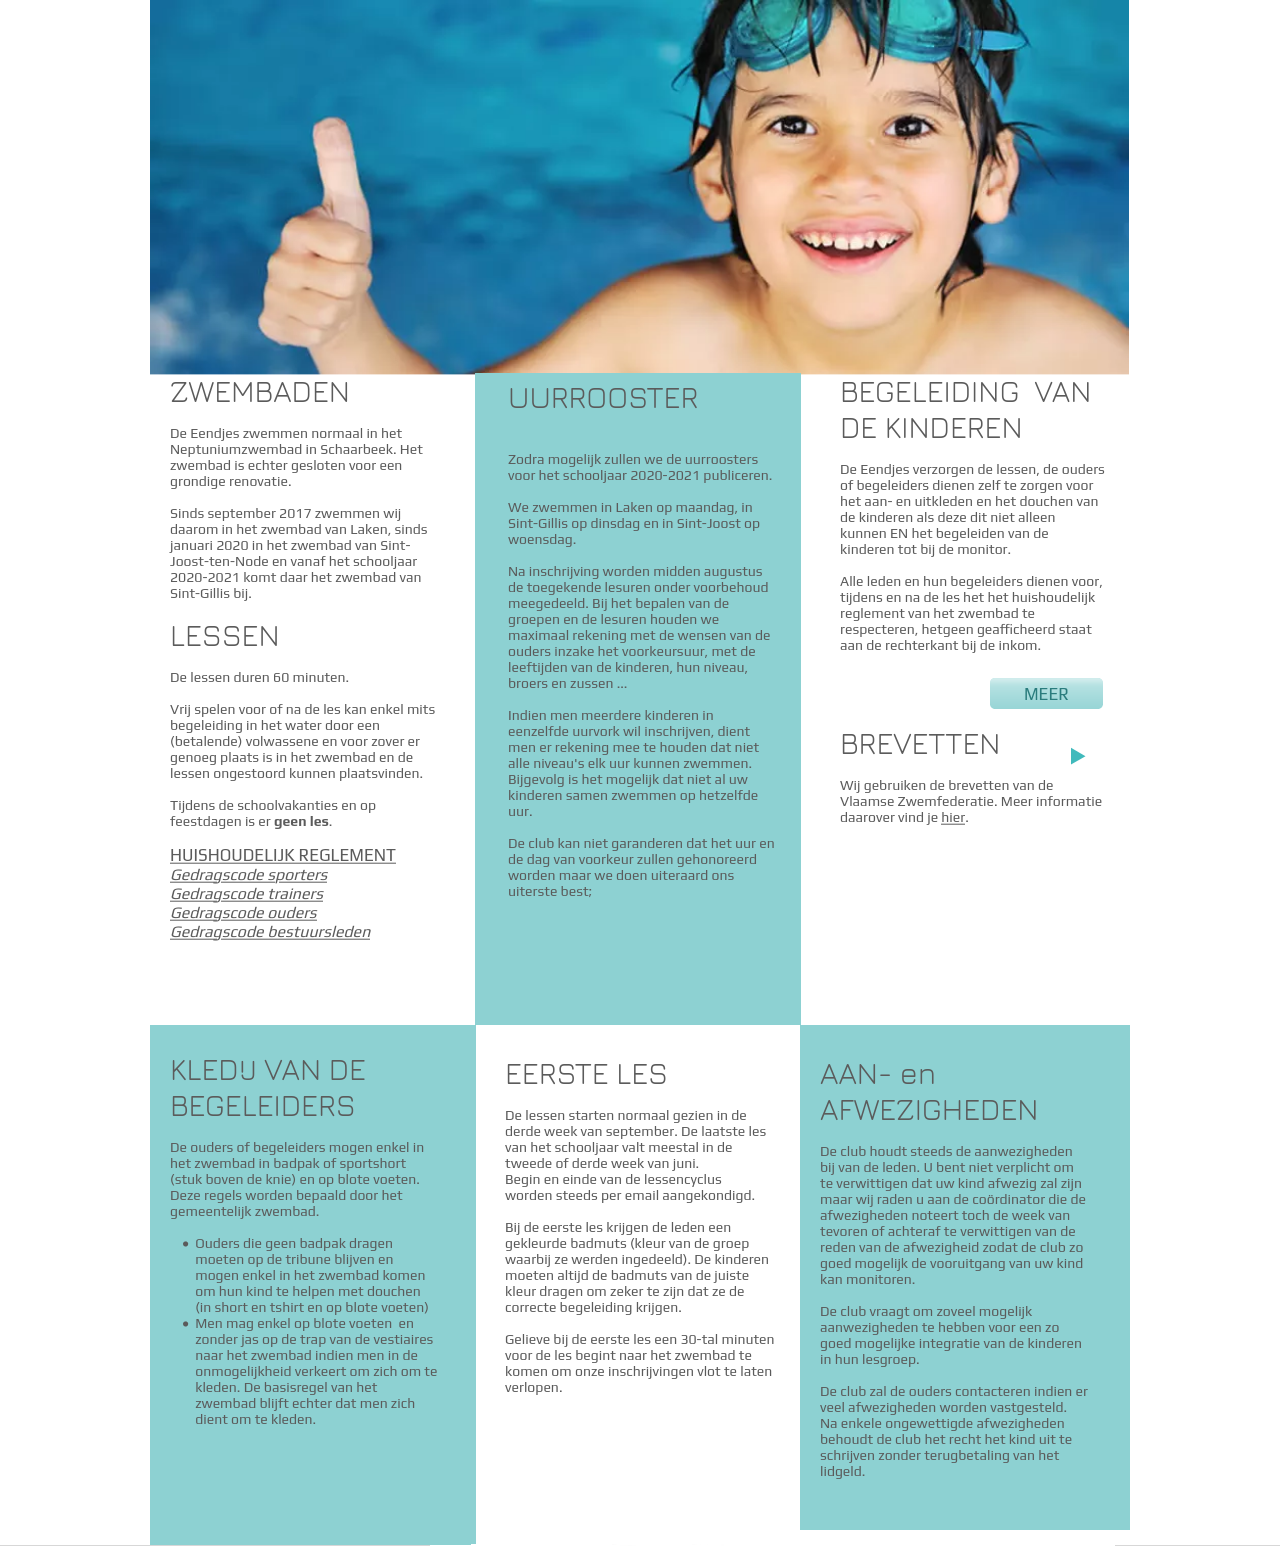 ZWEMBADEN
De Eendjes zwemmen normaal in het
Neptuniumzwembad in Schaarbeek. Het
zwembad is echter gesloten voor een
grondige renovatie.
Sinds september 2017 zwemmen wij
daarom in het zwembad van Laken, sinds
januari 2020 in het zwembad van Sint-
Joost-ten-Node en vanaf het schooljaar
2020-2021 komt daar het zwembad van
Sint-Gillis bij.
LESSEN
De lessen duren 60 minuten.
Vrij spelen voor of na de les kan enkel mits
begeleiding in het water door een
(betalende) volwassene en voor zover er
genoeg plaats is in het zwembad en de
lessen ongestoord kunnen plaatsvinden.
Tijdens de schoolvakanties en op
feestdagen is er geen les.
HUISHOUDELIJK REGLEMENT
Gedragscode sporters
Gedragscode trainers
Gedragscode ouders
Gedragscode bestuursleden
UURROOSTER
Zodra mogelijk zullen we de uurroosters
voor het schooljaar 2020-2021 publiceren.
We zwemmen in Laken op maandag, in
Sint-Gillis op dinsdag en in Sint-Joost op
woensdag.
Na inschrijving worden midden augustus
de toegekende lesuren onder voorbehoud
meegedeeld. Bij het bepalen van de
groepen en de lesuren houden we
maximaal rekening met de wensen van de
ouders inzake het voorkeursuur, met de
leeftijden van de kinderen, hun niveau,
broers en zussen ...
Indien men meerdere kinderen in
eenzelfde uurvork wil inschrijven, dient
men er rekening mee te houden dat niet
alle niveau's elk uur kunnen zwemmen.
Bijgevolg is het mogelijk dat niet al uw
kinderen samen zwemmen op hetzelfde
uur.
De club kan niet garanderen dat het uur en
de dag van voorkeur zullen gehonoreerd
worden maar we doen uiteraard ons
uiterste best;
BEGELEIDING VAN
DE KINDEREN
De Eendjes verzorgen de lessen, de ouders
of begeleiders dienen zelf te zorgen voor
het aan- en uitkleden en het douchen van
de kinderen als deze dit niet alleen
kunnen EN het begeleiden van de
kinderen tot bij de monitor.
Alle leden en hun begeleiders dienen voor,
tijdens en na de les het het huishoudelijk
reglement van het zwembad te
respecteren, hetgeen geafficheerd staat
aan de rechterkant bij de inkom.
MEER
BREVETTEN
Wij gebruiken de brevetten van de
Vlaamse Zwemfederatie. Meer informatie
daarover vind je hier.
KLEDIJ VAN DE
BEGELEIDERS
De ouders of begeleiders mogen enkel in
het zwembad in badpak of sportshort
(stuk boven de knie) en op blote voeten.
Deze regels worden bepaald door het
gemeentelijk zwembad.
• Ouders die geen badpak dragen
moeten op de tribune blijven en
mogen enkel in het zwembad komen
om hun kind te helpen met douchen
(in short en tshirt en op blote voeten)
• Men mag enkel op blote voeten en
zonder jas op de trap van de vestiaires
naar het zwembad indien men in de
onmogelijkheid verkeert om zich om te
kleden. De basisregel van het
zwembad blijft echter dat men zich
dient om te kleden.
EERSTE LES
De lessen starten normaal gezien in de
derde week van september. De laatste les
van het schooljaar valt meestal in de
tweede of derde week van juni.
Begin en einde van de lessencyclus
worden steeds per email aangekondigd.
Bij de eerste les krijgen de leden een
gekleurde badmuts (kleur van de groep
waarbij ze werden ingedeeld). De kinderen
moeten altijd de badmuts van de juiste
kleur dragen om zeker te zijn dat ze de
correcte begeleiding krijgen.
Gelieve bij de eerste les een 30-tal minuten
voor de les begint naar het zwembad te
komen om onze inschrijvingen vlot te laten
verlopen.
AAN- en
AFWEZIGHEDEN
De club houdt steeds de aanwezigheden
bij van de leden. U bent niet verplicht om
te verwittigen dat uw kind afwezig zal zijn
maar wij raden u aan de coördinator die de
afwezigheden noteert toch de week van
tevoren of achteraf te verwittigen van de
reden van de afwezigheid zodat de club zo
goed mogelijk de vooruitgang van uw kind
kan monitoren.
De club vraagt om zoveel mogelijk
aanwezigheden te hebben voor een zo
goed mogelijke integratie van de kinderen
in hun lesgroep.
De club zal de ouders contacteren indien er
veel afwezigheden worden vastgesteld.
Na enkele ongewettigde afwezigheden
behoudt de club het recht het kind uit te
schrijven zonder terugbetaling van het
lidgeld.